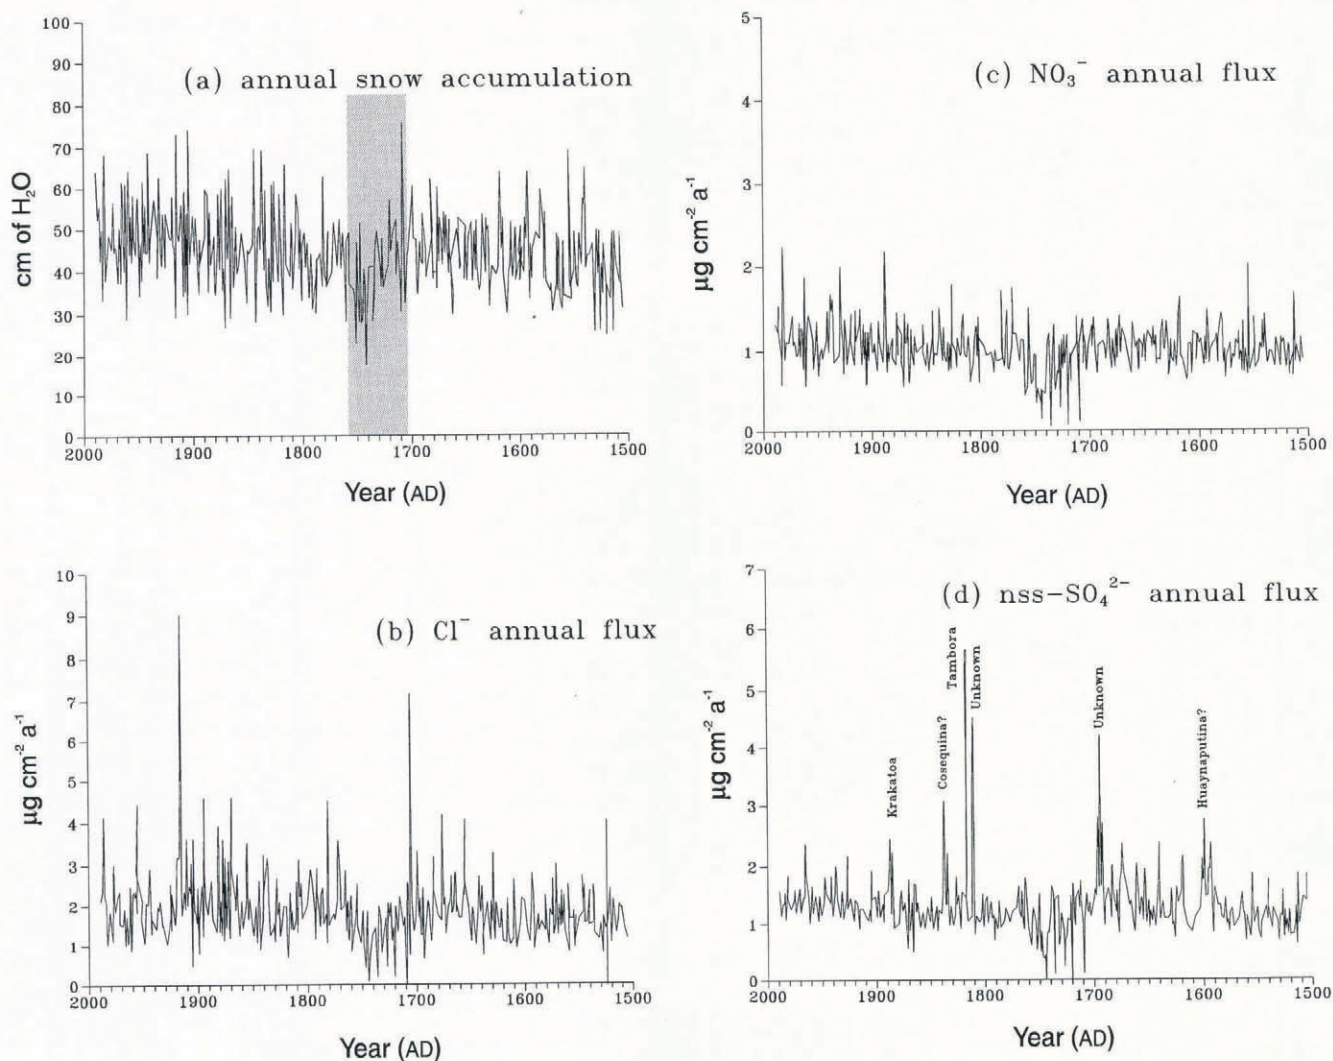 100
90
80
70
60
50
40
30
20
10
0
cm of H₂O
(a) annual snow accumulation
2000 1900 1800 1700 1600 1500
Year (AD)
5
4
3
2
1
0
µg cm⁻² a⁻¹
(c) NO₃⁻ annual flux
2000 1900 1800 1700 1600 1500
Year (AD)
10
9
8
7
6
5
4
3
2
1
0
µg cm⁻² a⁻¹
(b) Cl⁻ annual flux
2000 1900 1800 1700 1600 1500
Year (AD)
7
6
5
4
3
2
1
0
µg cm⁻² a⁻¹
(d) nss-SO₄²⁻ annual flux
Krakatoa
Cosequina?
Tambora
Unknown
Unknown
Huaynaputina?
2000 1900 1800 1700 1600 1500
Year (AD)